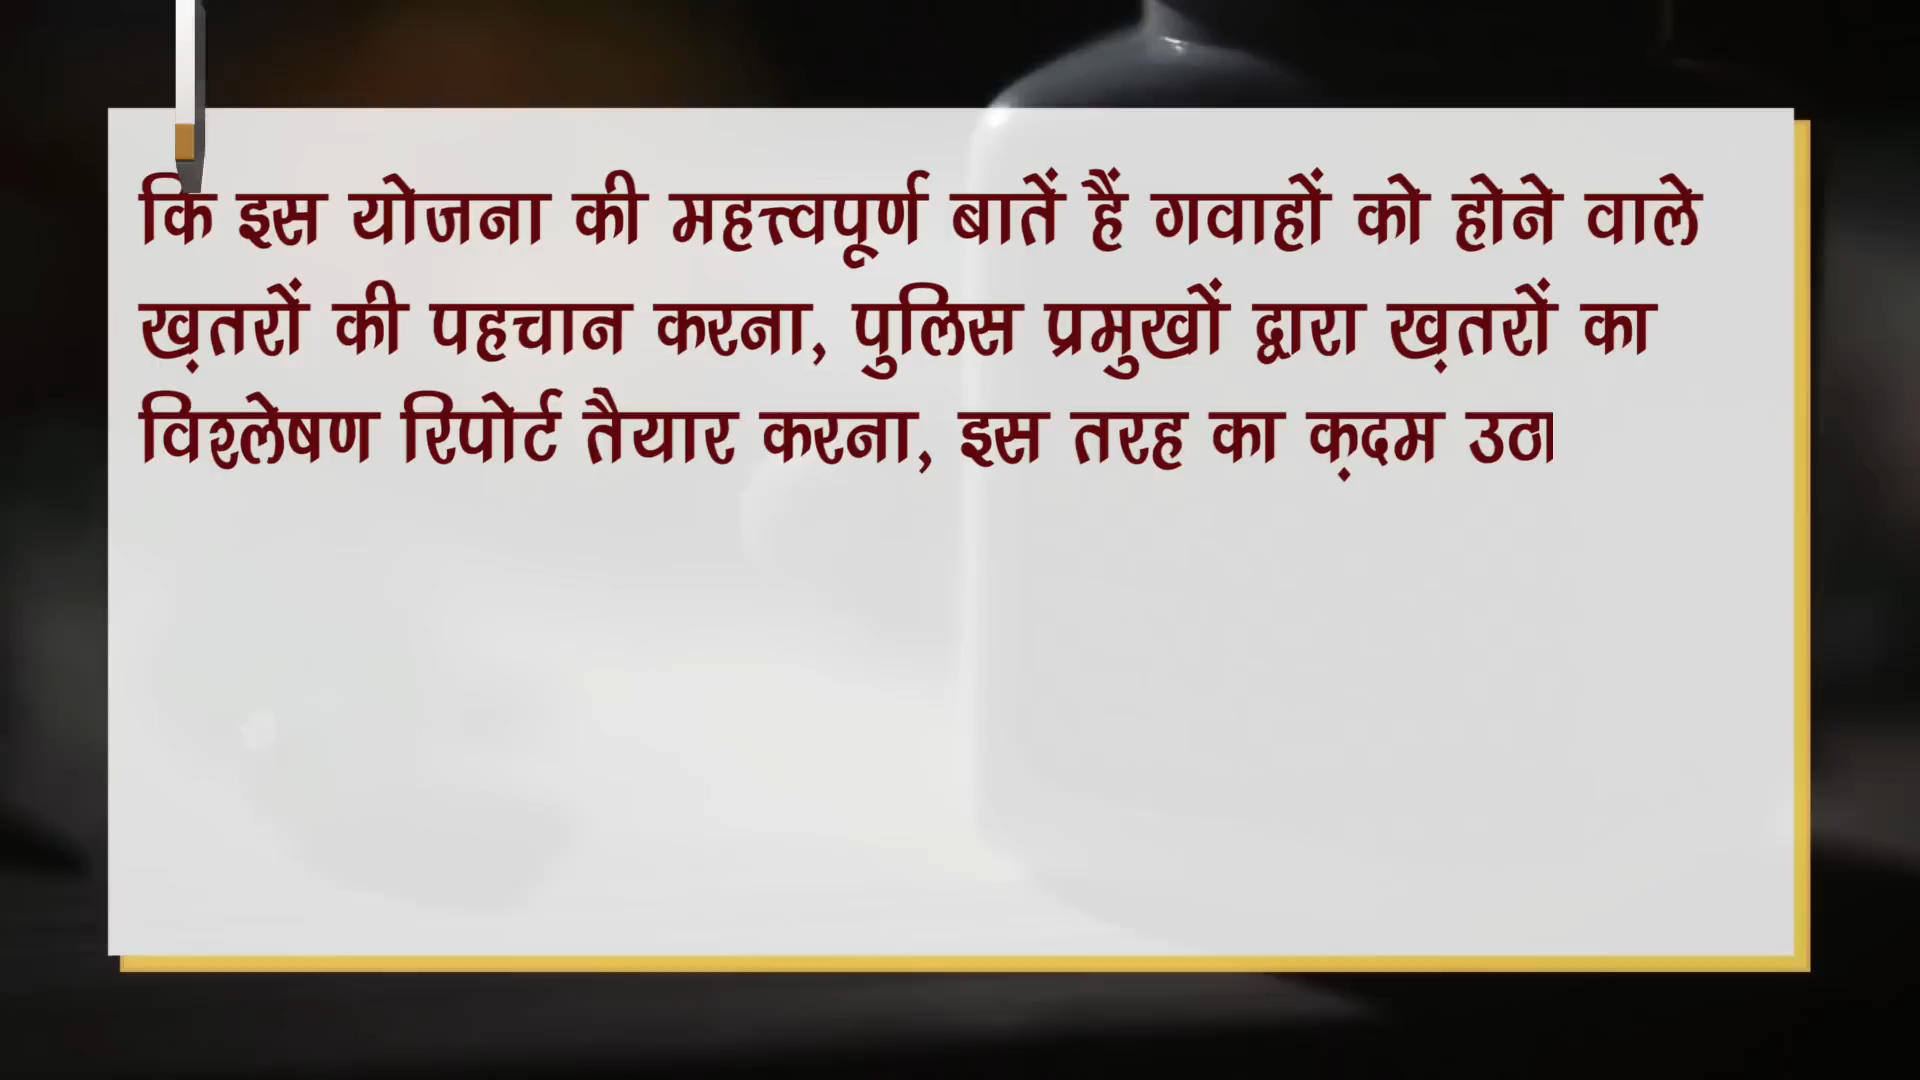 कि इस योजना की महत्त्वपूर्ण बातें हैं गवाहों को होने वाले
ख़तरों की पहचान करना, पुलिस प्रमुखों द्वारा ख़तरों का
विश्लेषण रिपोर्ट तैयार करना, इस तरह का क़दम उठा